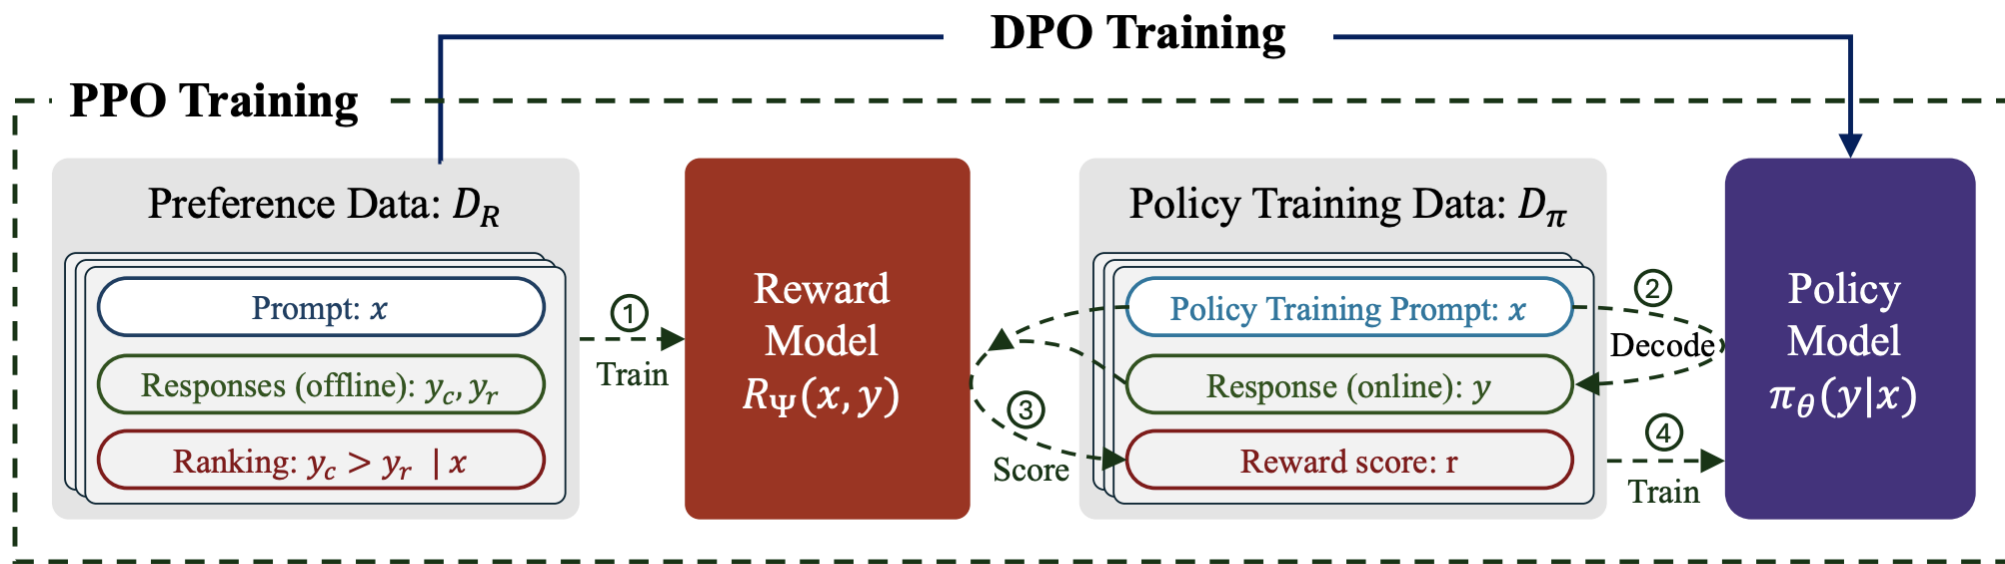 DPO Training
PPO Training
Preference Data: D_R
Prompt: x
Responses (offline): y_c, y_r
Ranking: y_c > y_r | x
①
Train
Reward
Model
R_Ψ(x, y)
③
Score
Policy Training Data: D_π
Policy Training Prompt: x
Response (online): y
Reward score: r
②
Decode
④
Train
Policy
Model
π_θ(y|x)